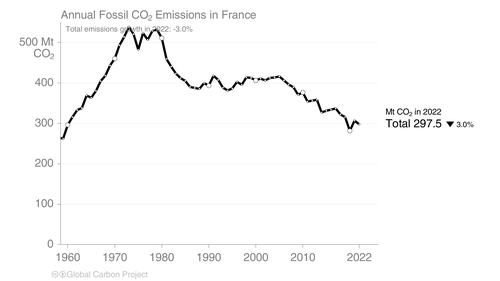 Annual Fossil CO₂ Emissions in France
Total emissions growth in 2022: -3.0%
500 Mt
CO₂
400
300
200
100
0
1960 1970 1980 1990 2000 2010 2022
Mt CO₂ in 2022
Total 297.5 ▼ 3.0%
Global Carbon Project